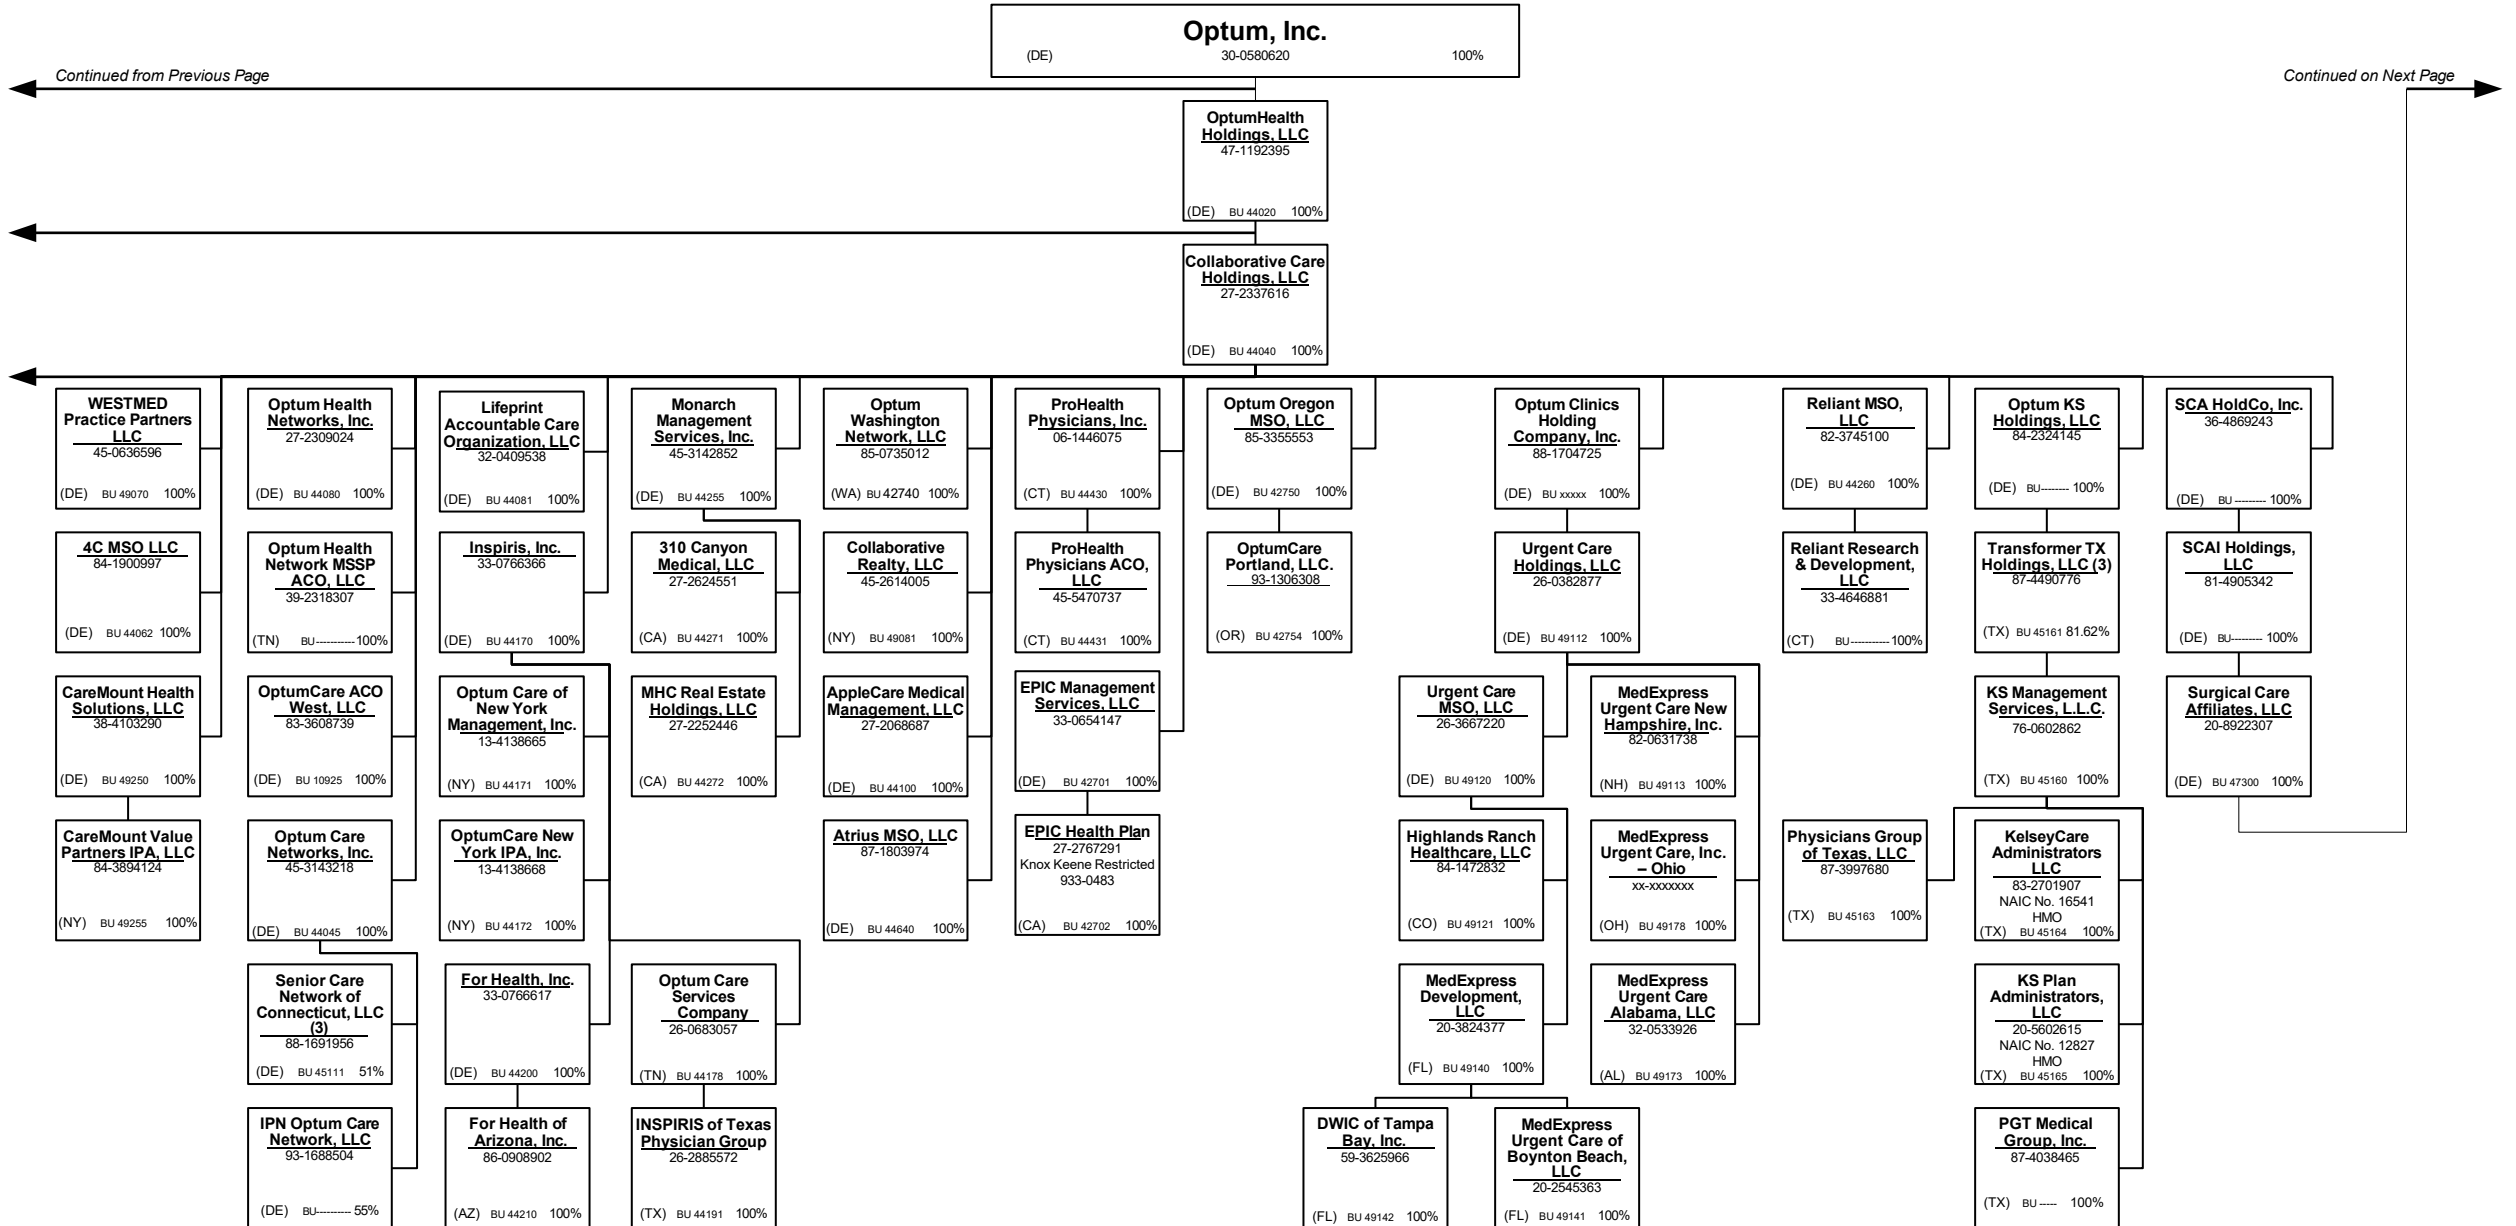 Optum, Inc.
(DE) 30-0580620 100%
Continued from Previous Page
Continued on Next Page
OptumHealth
Holdings, LLC
47-1192395
(DE) BU 44020 100%
Collaborative Care
Holdings, LLC
27-2337616
(DE) BU 44040 100%
WESTMED
Practice Partners
LLC
45-0636596
(DE) BU 49070 100%
Optum Health
Networks, Inc.
27-2309024
(DE) BU 44080 100%
Lifeprint
Accountable Care
Organization, LLC
32-0409538
(DE) BU 44081 100%
Monarch
Management
Services, Inc.
45-3142852
(DE) BU 44255 100%
Optum
Washington
Network, LLC
85-0735012
(WA) BU 42740 100%
ProHealth
Physicians, Inc.
06-1446075
(CT) BU 44430 100%
Optum Oregon
MSO, LLC
85-3355553
(DE) BU 42750 100%
Optum Clinics
Holding
Company, Inc.
88-1704725
(DE) BU xxxxx 100%
Reliant MSO,
LLC
82-3745100
(DE) BU 44260 100%
Optum KS
Holdings, LLC
84-2324145
(DE) BU-------- 100%
SCA HoldCo, Inc.
36-4869243
(DE) BU --------- 100%
4C MSO LLC
84-1900997
(DE) BU 44062 100%
Optum Health
Network MSSP
ACO, LLC
39-2318307
(TN) BU-----------100%
Inspiris, Inc.
33-0766366
(DE) BU 44170 100%
310 Canyon
Medical, LLC
27-2624551
(CA) BU 44271 100%
Collaborative
Realty, LLC
45-2614005
(NY) BU 49081 100%
ProHealth
Physicians ACO,
LLC
45-5470737
(CT) BU 44431 100%
OptumCare
Portland, LLC.
93-1306308
(OR) BU 42754 100%
Urgent Care
Holdings, LLC
26-0382877
(DE) BU 49112 100%
Reliant Research
& Development,
LLC
33-4646881
(CT) BU-----------100%
Transformer TX
Holdings, LLC (3)
87-4490776
(TX) BU 45161 81.62%
SCAI Holdings,
LLC
81-4905342
(DE) BU--------- 100%
CareMount Health
Solutions, LLC
38-4103290
(DE) BU 49250 100%
OptumCare ACO
West, LLC
83-3608739
(DE) BU 10925 100%
Optum Care of
New York
Management, Inc.
13-4138665
(NY) BU 44171 100%
MHC Real Estate
Holdings, LLC
27-2252446
(CA) BU 44272 100%
AppleCare Medical
Management, LLC
27-2068687
(DE) BU 44100 100%
EPIC Management
Services, LLC
33-0654147
(DE) BU 42701 100%
Urgent Care
MSO, LLC
26-3667220
(DE) BU 49120 100%
MedExpress
Urgent Care New
Hampshire, Inc.
82-0631738
(NH) BU 49113 100%
KS Management
Services, L.L.C.
76-0602862
(TX) BU 45160 100%
Surgical Care
Affiliates, LLC
20-8922307
(DE) BU 47300 100%
CareMount Value
Partners IPA, LLC
84-3894124
(NY) BU 49255 100%
Optum Care
Networks, Inc.
45-3143218
(DE) BU 44045 100%
OptumCare New
York IPA, Inc.
13-4138668
(NY) BU 44172 100%
Atrius MSO, LLC
87-1803974
(DE) BU 44640 100%
EPIC Health Plan
27-2767291
Knox Keene Restricted
933-0483
(CA) BU 42702 100%
Highlands Ranch
Healthcare, LLC
84-1472832
(CO) BU 49121 100%
MedExpress
Urgent Care, Inc.
– Ohio
xx-xxxxxxx
(OH) BU 49178 100%
Physicians Group
of Texas, LLC
87-3997680
(TX) BU 45163 100%
KelseyCare
Administrators
LLC
83-2701907
NAIC No. 16541
HMO
(TX) BU 45164 100%
Senior Care
Network of
Connecticut, LLC
(3)
88-1691956
(DE) BU 45111 51%
For Health, Inc.
33-0766617
(DE) BU 44200 100%
Optum Care
Services
Company
26-0683057
(TN) BU 44178 100%
MedExpress
Development,
LLC
20-3824377
(FL) BU 49140 100%
MedExpress
Urgent Care
Alabama, LLC
32-0533926
(AL) BU 49173 100%
KS Plan
Administrators,
LLC
20-5602615
NAIC No. 12827
HMO
(TX) BU 45165 100%
IPN Optum Care
Network, LLC
93-1688504
(DE) BU---------- 55%
For Health of
Arizona, Inc.
86-0908902
(AZ) BU 44210 100%
INSPIRIS of Texas
Physician Group
26-2885572
(TX) BU 44191 100%
DWIC of Tampa
Bay, Inc.
59-3625966
(FL) BU 49142 100%
MedExpress
Urgent Care of
Boynton Beach,
LLC
20-2545363
(FL) BU 49141 100%
PGT Medical
Group, Inc.
87-4038465
(TX) BU ----- 100%